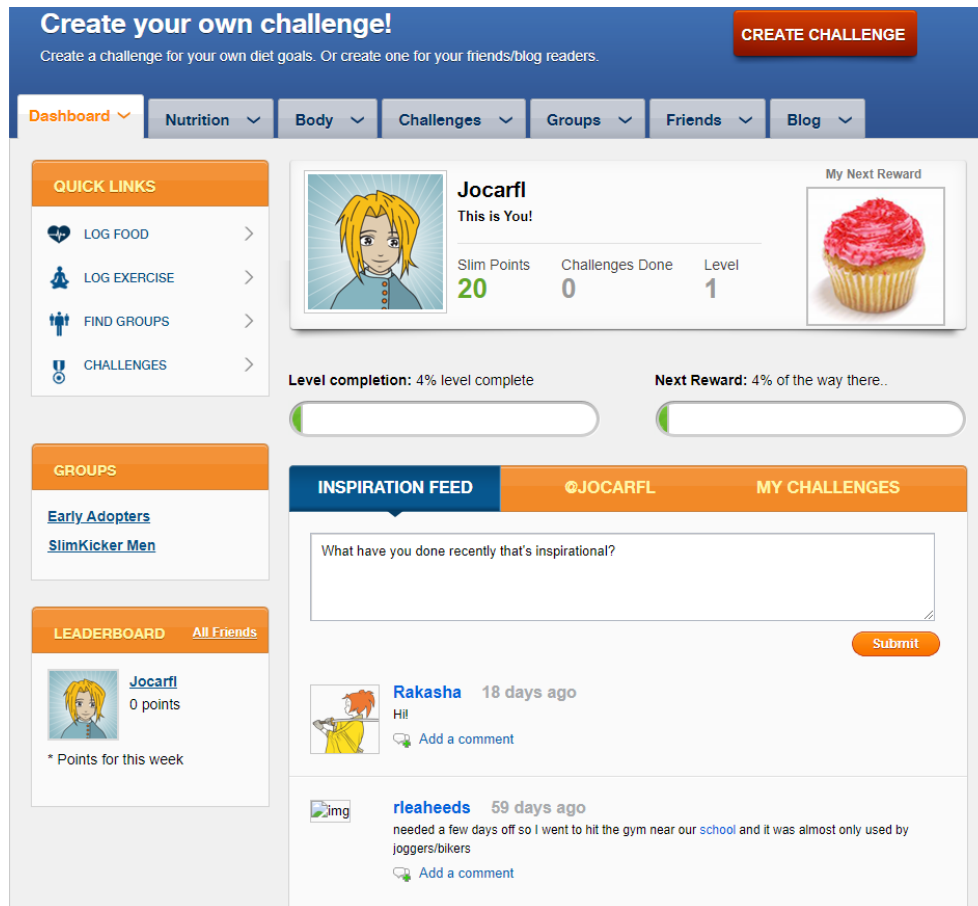 Create your own challenge!
Create a challenge for your own diet goals. Or create one for your friends/blog readers.
CREATE CHALLENGE
Dashboard
Nutrition
Body
Challenges
Groups
Friends
Blog
QUICK LINKS
LOG FOOD
LOG EXERCISE
FIND GROUPS
CHALLENGES
Jocarfl
This is You!
Slim Points Challenges Done Level
20 0 1
My Next Reward
Level completion: 4% level complete
Next Reward: 4% of the way there..
GROUPS
Early Adopters
SlimKicker Men
LEADERBOARD All Friends
Jocarfl
0 points
* Points for this week
INSPIRATION FEED
@JOCARFL
MY CHALLENGES
What have you done recently that's inspirational?
Submit
Rakasha 18 days ago
Hi!
Add a comment
img
rleaheeds 59 days ago
needed a few days off so I went to hit the gym near our school and it was almost only used by
joggers/bikers
Add a comment